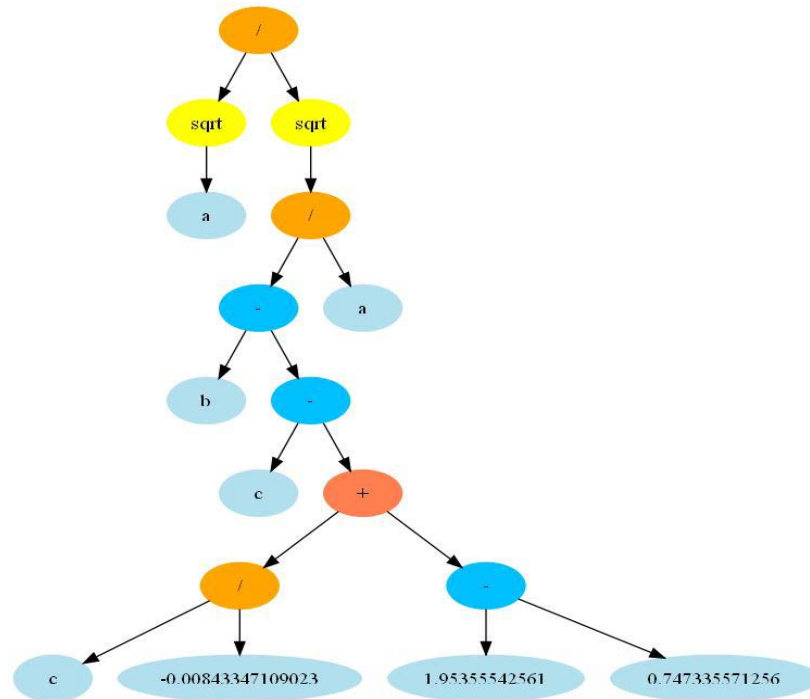 /
sqrt sqrt
a /
- a
b -
c +
/ -
c -0.00843347109023 1.95355542561 0.747335571256